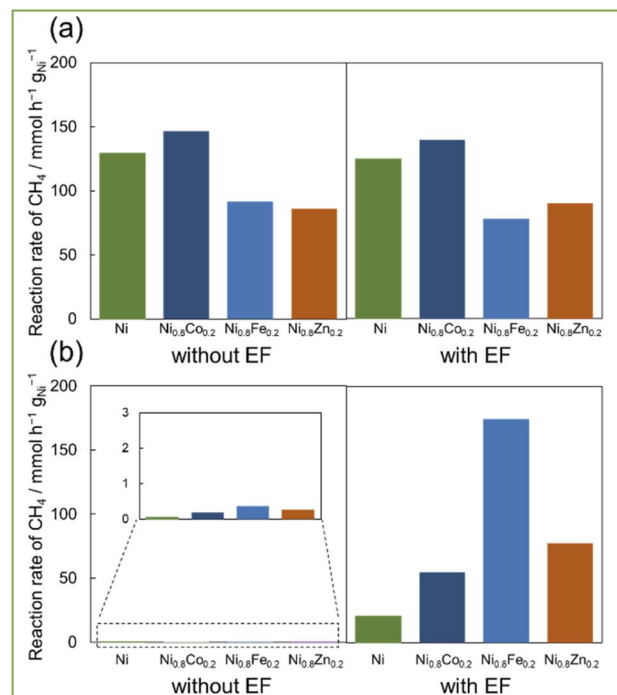 (a)
Reaction rate of CH₄ / mmol h⁻¹ g_Ni⁻¹
200
150
100
50
0
Ni Ni₀.₈Co₀.₂ Ni₀.₈Fe₀.₂ Ni₀.₈Zn₀.₂
without EF
Ni Ni₀.₈Co₀.₂ Ni₀.₈Fe₀.₂ Ni₀.₈Zn₀.₂
with EF
(b)
Reaction rate of CH₄ / mmol h⁻¹ g_Ni⁻¹
200
150
100
50
0
3
2
1
0
Ni Ni₀.₈Co₀.₂ Ni₀.₈Fe₀.₂ Ni₀.₈Zn₀.₂
without EF
Ni Ni₀.₈Co₀.₂ Ni₀.₈Fe₀.₂ Ni₀.₈Zn₀.₂
with EF